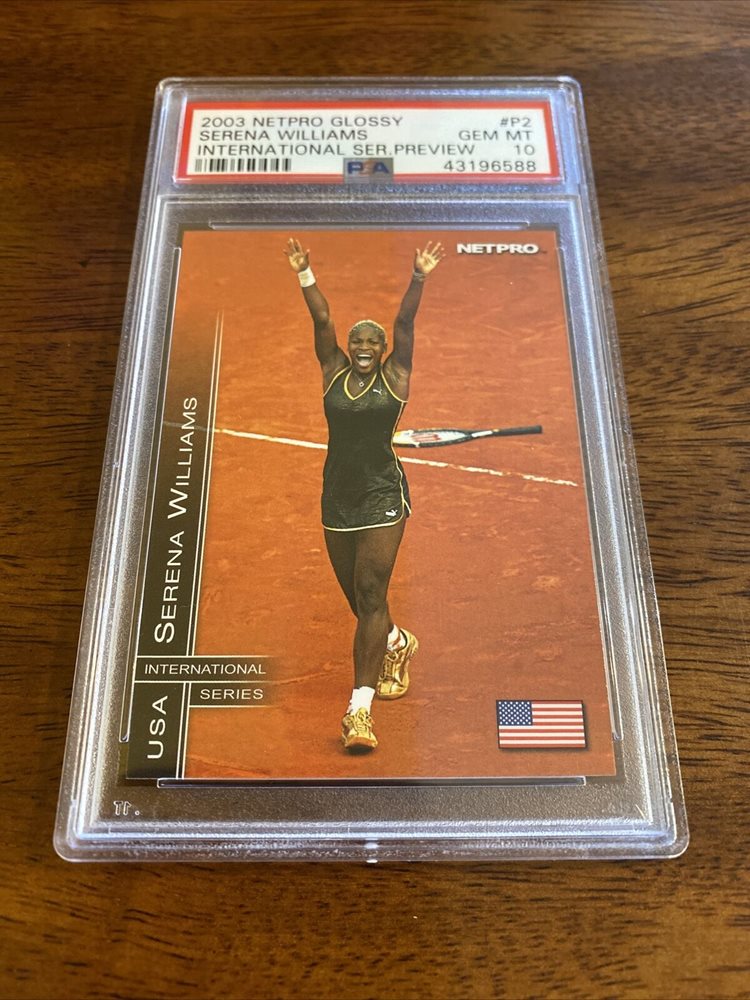 2003 NETPRO GLOSSY #P2
SERENA WILLIAMS GEM MT
INTERNATIONAL SER.PREVIEW 10
PSA 43196588
NETPRO
USA SERENA WILLIAMS
INTERNATIONAL
SERIES